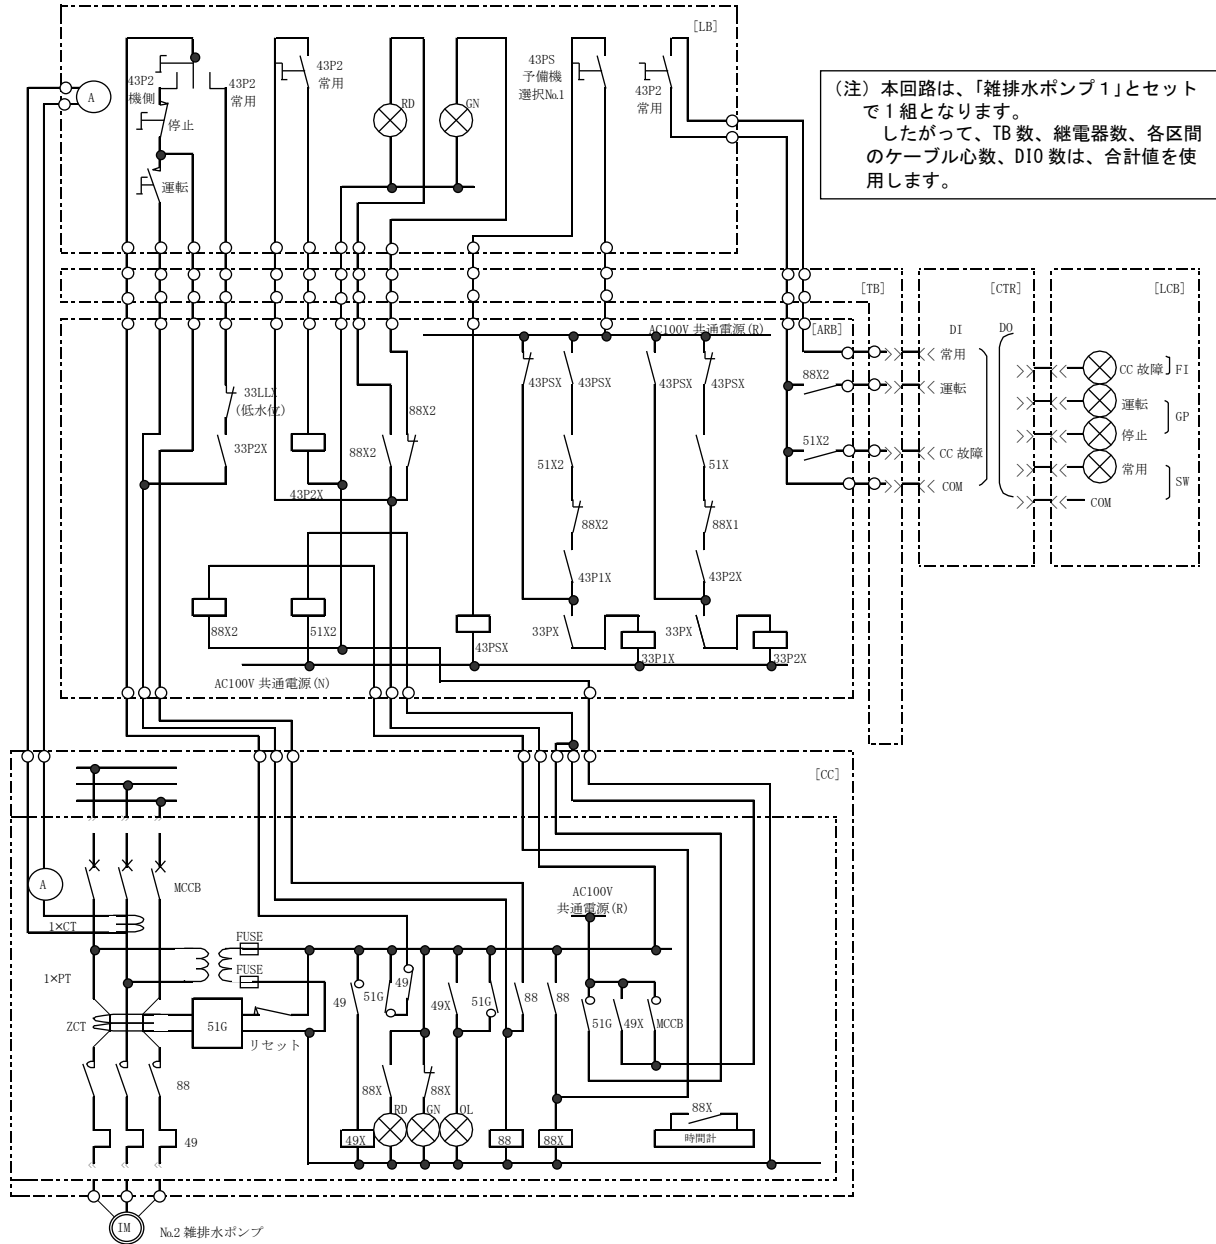 [LB]
43P2
機側
停止
運転
43P2
常用
43P2
常用
RD
GN
43PS
予備機
選択№1
43P2
常用
A
(注)本回路は、「雑排水ポンプ1」とセット
で1組となります。
したがって、TB数、継電器数、各区間
のケーブル心数、DIO数は、合計値を使
用します。
[TB]
[CTR]
[LCB]
AC100V 共通電源(R)
[ARB]
DI
DO
常用
運転
CC 故障
COM
CC 故障
FI
運転
GP
停止
常用
SW
COM
33LLX
(低水位)
33P2X
43P2X
88X2
88X2
43PSX
43PSX
43PSX
43PSX
88X2
51X2
51X2
51X
88X2
88X1
43P1X
43P2X
33PX
33PX
33P1X
33P2X
88X2
51X2
43PSX
AC100V 共通電源(N)
[CC]
A
MCCB
1×CT
1×PT
FUSE
FUSE
ZCT
51G
リセット
88
49
AC100V
共通電源(R)
49
51G
49
49X
51G
88
88
51G
49X
MCCB
88X
88X
RD
GN
OL
49X
88
88X
88X
時間計
IM
№2 雑排水ポンプ